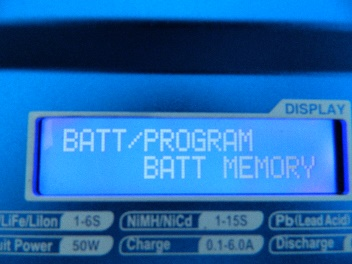 DISPLAY
BATT/PROGRAM
BATT MEMORY
/LiFe/LiIon 1-6S NiMH/NiCd 1-15S Pb(Lead Acid)
uit Power 50W Charge 0.1-6.0A Discharge